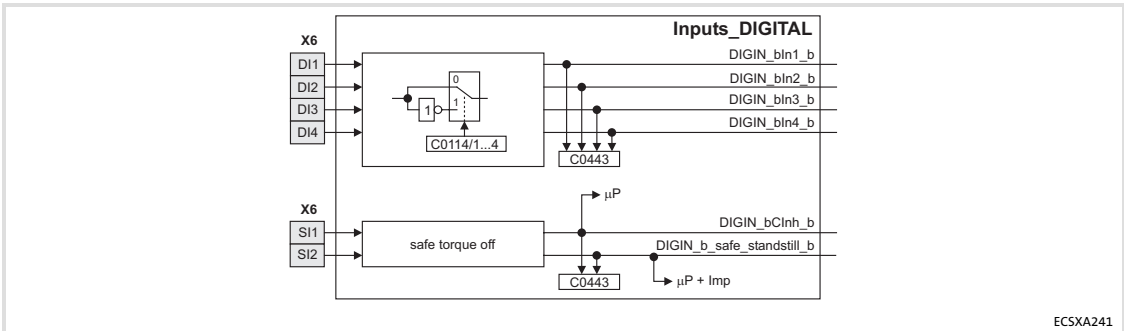 Inputs_DIGITAL
X6
DI1
DI2
DI3
DI4
0
1
1
C0114/1...4
DIGIN_bIn1_b
DIGIN_bIn2_b
DIGIN_bIn3_b
DIGIN_bIn4_b
C0443
µP
X6
SI1
SI2
safe torque off
DIGIN_bCInh_b
DIGIN_b_safe_standstill_b
C0443
µP + Imp
ECSXA241